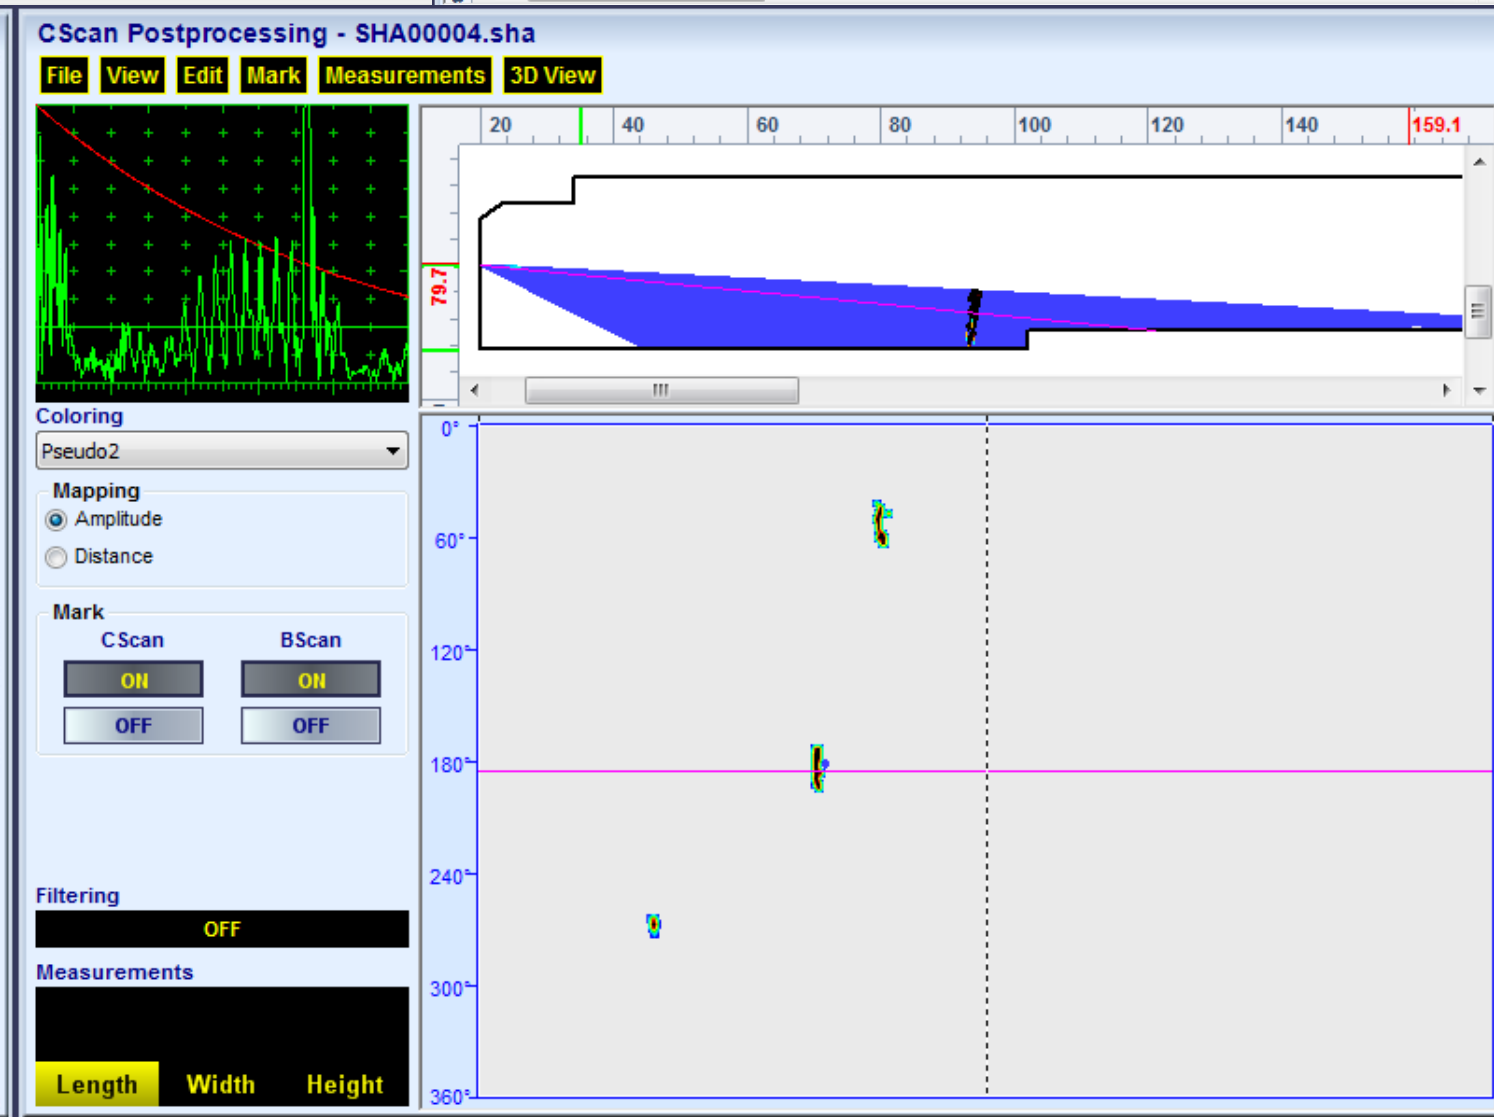 CScan Postprocessing - SHA00004.sha
File View Edit Mark Measurements 3D View
20 40 60 80 100 120 140 159.1
79.7
Coloring
Pseudo2
Mapping
Amplitude
Distance
Mark
CScan BScan
ON ON
OFF OFF
Filtering
OFF
Measurements
Length Width Height
0°
60°
120°
180°
240°
300°
360°